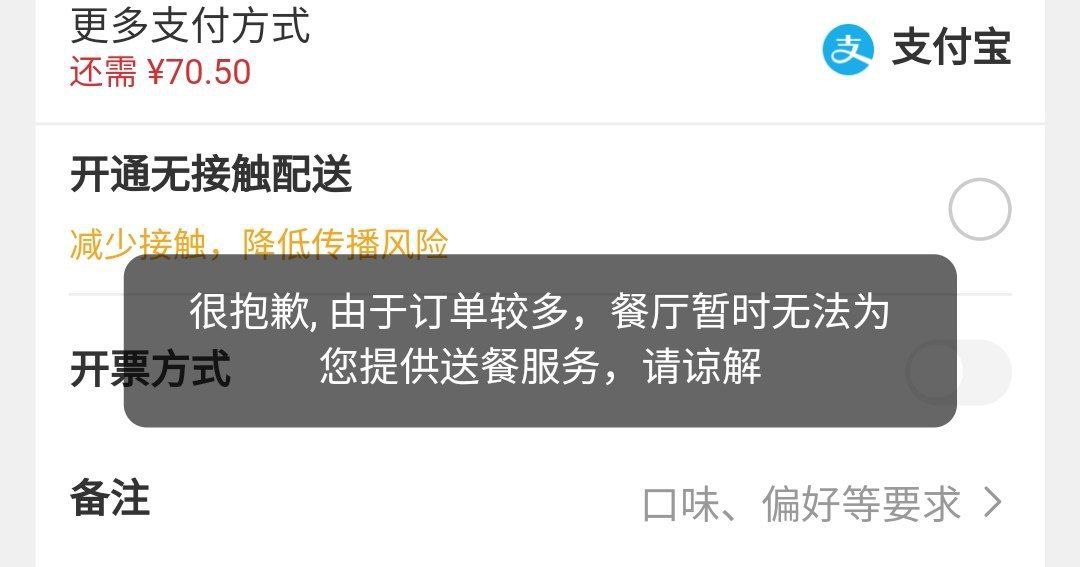 更多支付方式
还需 ¥70.50
支 支付宝
开通无接触配送
减少接触，降低传播风险
很抱歉, 由于订单较多，餐厅暂时无法为
您提供送餐服务，请谅解
开票方式
备注
口味、偏好等要求